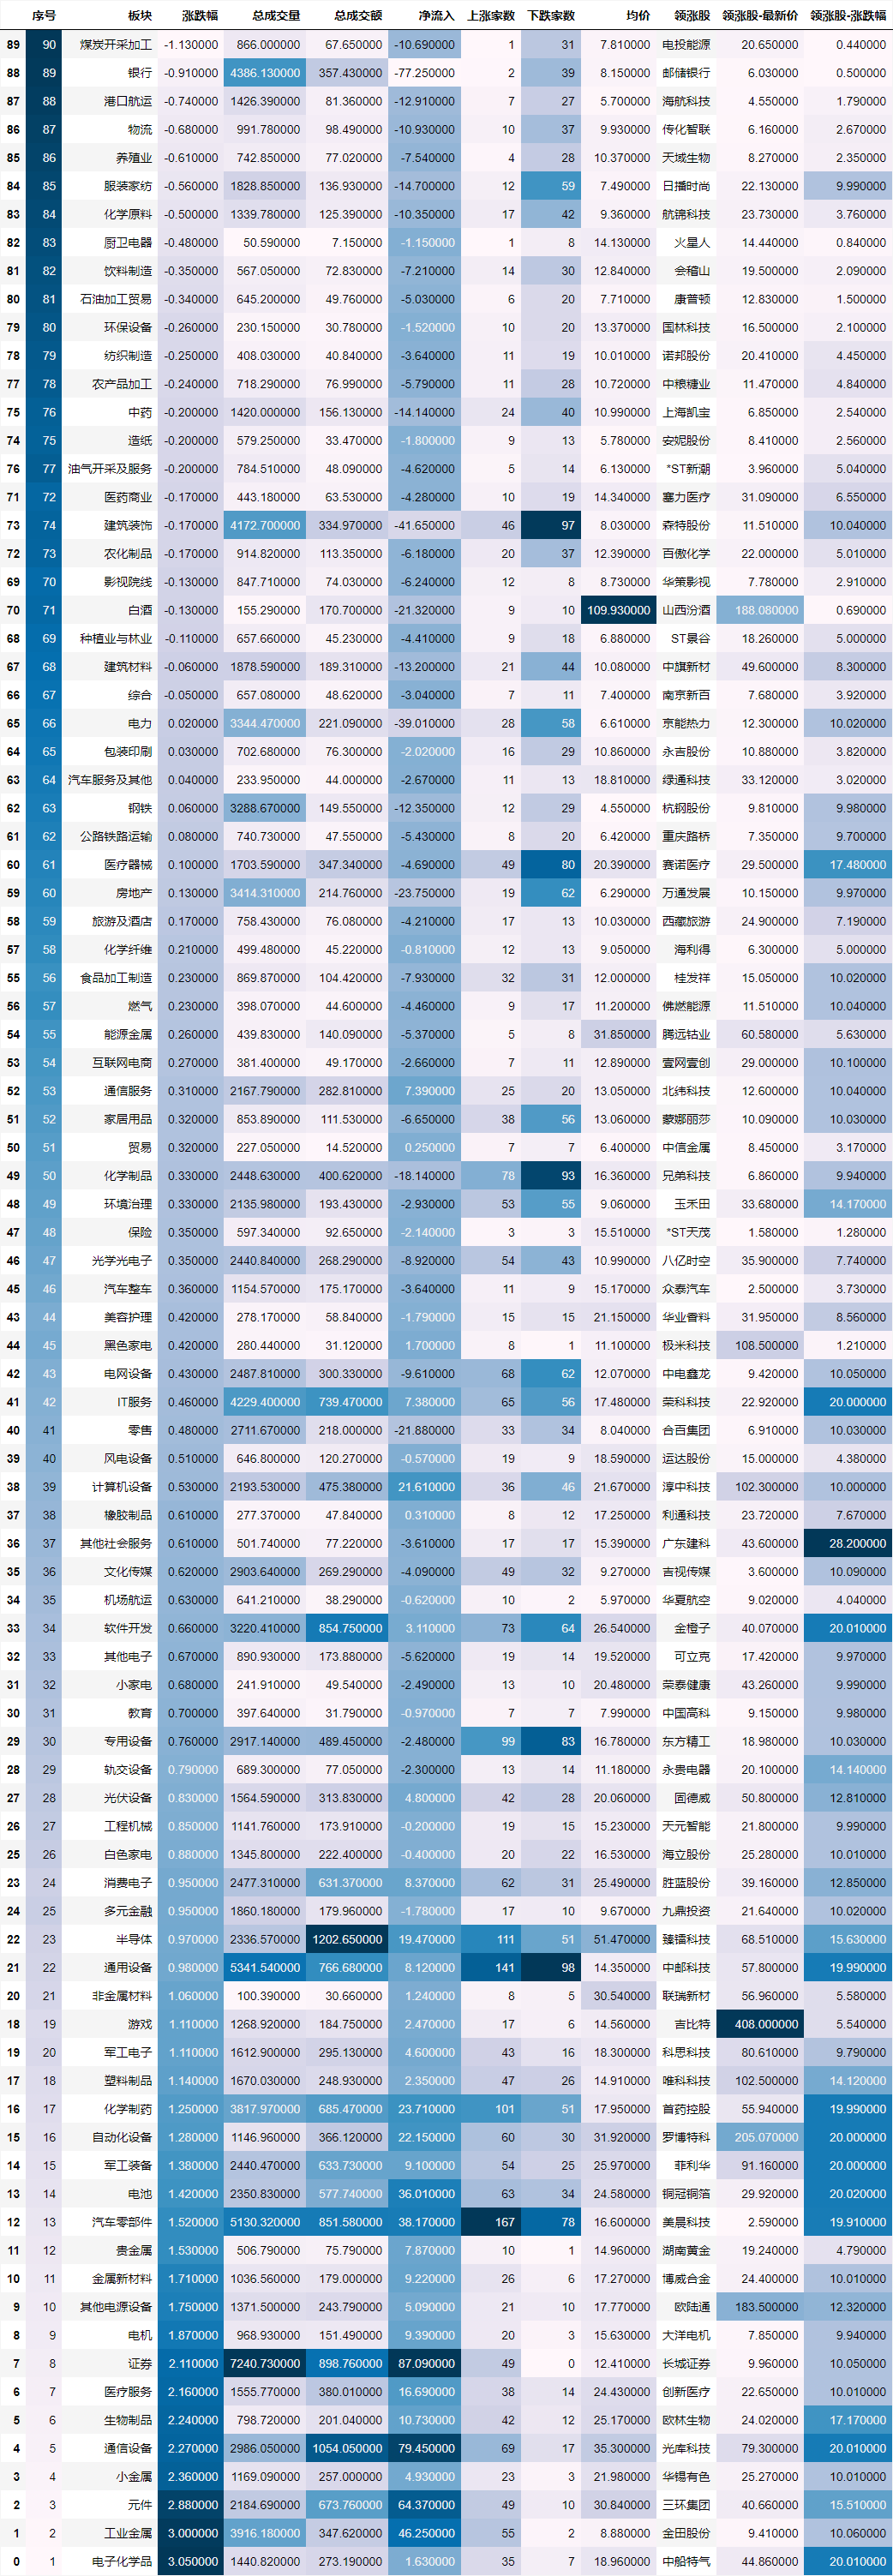 序号 板块 涨跌幅 总成交量 总成交额 净流入 上涨家数 下跌家数 均价 领涨股 领涨股-最新价 领涨股-涨跌幅
89 90 煤炭开采加工 -1.130000 866.000000 67.650000 -10.690000 1 31 7.810000 电投能源 20.650000 0.440000
88 89 银行 -0.910000 4386.130000 357.430000 -77.250000 2 39 8.150000 邮储银行 6.030000 0.500000
87 88 港口航运 -0.740000 1426.390000 81.360000 -12.910000 7 27 5.700000 海航科技 4.550000 1.790000
86 87 物流 -0.680000 991.780000 98.490000 -10.930000 10 37 9.930000 传化智联 6.160000 2.670000
85 86 养殖业 -0.610000 742.850000 77.020000 -7.540000 4 28 10.370000 天域生物 8.270000 2.350000
84 85 服装家纺 -0.560000 1828.850000 136.930000 -14.700000 12 59 7.490000 日播时尚 22.130000 9.990000
83 84 化学原料 -0.500000 1339.780000 125.390000 -10.350000 17 42 9.360000 航锦科技 23.730000 3.760000
82 83 厨卫电器 -0.480000 50.590000 7.150000 -1.150000 1 8 14.130000 火星人 14.440000 0.840000
81 82 饮料制造 -0.350000 567.050000 72.830000 -7.210000 14 30 12.840000 会稽山 19.500000 2.090000
80 81 石油加工贸易 -0.340000 645.200000 49.760000 -5.030000 6 20 7.710000 康普顿 12.830000 1.500000
79 80 环保设备 -0.260000 230.150000 30.780000 -1.520000 10 20 13.370000 国林科技 16.500000 2.100000
78 79 纺织制造 -0.250000 408.030000 40.840000 -3.640000 11 19 10.010000 诺邦股份 20.410000 4.450000
77 78 农产品加工 -0.240000 718.290000 76.990000 -5.790000 11 28 10.720000 中粮糖业 11.470000 4.840000
75 76 中药 -0.200000 1420.000000 156.130000 -14.140000 24 40 10.990000 上海凯宝 6.850000 2.540000
74 75 造纸 -0.200000 579.250000 33.470000 -1.800000 9 13 5.780000 安妮股份 8.410000 2.560000
76 77 油气开采及服务 -0.200000 784.510000 48.090000 -4.620000 5 14 6.130000 *ST新潮 3.960000 5.040000
71 72 医药商业 -0.170000 443.180000 63.530000 -4.280000 10 19 14.340000 塞力医疗 31.090000 6.550000
73 74 建筑装饰 -0.170000 4172.700000 334.970000 -41.650000 46 97 8.030000 森特股份 11.510000 10.040000
72 73 农化制品 -0.170000 914.820000 113.350000 -6.180000 20 37 12.390000 百傲化学 22.000000 5.010000
69 70 影视院线 -0.130000 847.710000 74.030000 -6.240000 12 8 8.730000 华策影视 7.780000 2.910000
70 71 白酒 -0.130000 155.290000 170.700000 -21.320000 9 10 109.930000 山西汾酒 188.080000 0.690000
68 69 种植业与林业 -0.110000 657.660000 45.230000 -4.410000 9 18 6.880000 ST景谷 18.260000 5.000000
67 68 建筑材料 -0.060000 1878.590000 189.310000 -13.200000 21 44 10.080000 中旗新材 49.600000 8.300000
66 67 综合 -0.050000 657.080000 48.620000 -3.040000 7 11 7.400000 南京新百 7.680000 3.920000
65 66 电力 0.020000 3344.470000 221.090000 -39.010000 28 58 6.610000 京能热力 12.300000 10.020000
64 65 包装印刷 0.030000 702.680000 76.300000 -2.020000 16 29 10.860000 永吉股份 10.880000 3.820000
63 64 汽车服务及其他 0.040000 233.950000 44.000000 -2.670000 11 13 18.810000 绿通科技 33.120000 3.020000
62 63 钢铁 0.060000 3288.670000 149.550000 -12.350000 12 29 4.550000 杭钢股份 9.810000 9.980000
61 62 公路铁路运输 0.080000 740.730000 47.550000 -5.430000 8 20 6.420000 重庆路桥 7.350000 9.700000
60 61 医疗器械 0.100000 1703.590000 347.340000 -4.690000 49 80 20.390000 赛诺医疗 29.500000 17.480000
59 60 房地产 0.130000 3414.310000 214.760000 -23.750000 19 62 6.290000 万通发展 10.150000 9.970000
58 59 旅游及酒店 0.170000 758.430000 76.080000 -4.210000 17 13 10.030000 西藏旅游 24.900000 7.190000
57 58 化学纤维 0.210000 499.480000 45.220000 -0.810000 12 13 9.050000 海利得 6.300000 5.000000
55 56 食品加工制造 0.230000 869.870000 104.420000 -7.930000 32 31 12.000000 桂发祥 15.050000 10.020000
56 57 燃气 0.230000 398.070000 44.600000 -4.460000 9 17 11.200000 佛燃能源 11.510000 10.040000
54 55 能源金属 0.260000 439.830000 140.090000 -5.370000 5 8 31.850000 腾远钴业 60.580000 5.630000
53 54 互联网电商 0.270000 381.400000 49.170000 -2.660000 7 11 12.890000 壹网壹创 29.000000 10.100000
52 53 通信服务 0.310000 2167.790000 282.810000 7.390000 25 20 13.050000 北纬科技 12.600000 10.040000
51 52 家居用品 0.320000 853.890000 111.530000 -6.650000 38 56 13.060000 蒙娜丽莎 10.090000 10.030000
50 51 贸易 0.320000 227.050000 14.520000 0.250000 7 7 6.400000 中信金属 8.450000 3.170000
49 50 化学制品 0.330000 2448.630000 400.620000 -18.140000 78 93 16.360000 兄弟科技 6.860000 9.940000
48 49 环境治理 0.330000 2135.980000 193.430000 -2.930000 53 55 9.060000 玉禾田 33.680000 14.170000
47 48 保险 0.350000 597.340000 92.650000 -2.140000 3 3 15.510000 *ST天茂 1.580000 1.280000
46 47 光学光电子 0.350000 2440.840000 268.290000 -8.920000 54 43 10.990000 八亿时空 35.900000 7.740000
45 46 汽车整车 0.360000 1154.570000 175.170000 -3.640000 11 9 15.170000 众泰汽车 2.500000 3.730000
43 44 美容护理 0.420000 278.170000 58.840000 -1.790000 15 15 21.150000 华业香料 31.950000 8.560000
44 45 黑色家电 0.420000 280.440000 31.120000 1.700000 8 1 11.100000 极米科技 108.500000 1.210000
42 43 电网设备 0.430000 2487.810000 300.330000 -9.610000 68 62 12.070000 中电鑫龙 9.420000 10.050000
41 42 IT服务 0.460000 4229.400000 739.470000 7.380000 65 56 17.480000 荣科科技 22.920000 20.000000
40 41 零售 0.480000 2711.670000 218.000000 -21.880000 33 34 8.040000 合百集团 6.910000 10.030000
39 40 风电设备 0.510000 646.800000 120.270000 -0.570000 19 9 18.590000 运达股份 15.000000 4.380000
38 39 计算机设备 0.530000 2193.530000 475.380000 21.610000 36 46 21.670000 淳中科技 102.300000 10.000000
37 38 橡胶制品 0.610000 277.370000 47.840000 0.310000 8 12 17.250000 利通科技 23.720000 7.670000
36 37 其他社会服务 0.610000 501.740000 77.220000 -3.610000 17 17 15.390000 广东建科 43.600000 28.200000
35 36 文化传媒 0.620000 2903.640000 269.290000 -4.090000 49 32 9.270000 吉视传媒 3.600000 10.090000
34 35 机场航运 0.630000 641.210000 38.290000 -0.620000 10 2 5.970000 华夏航空 9.020000 4.040000
33 34 软件开发 0.660000 3220.410000 854.750000 3.110000 73 64 26.540000 金橙子 40.070000 20.010000
32 33 其他电子 0.670000 890.930000 173.880000 -5.620000 19 14 19.520000 可立克 17.420000 9.970000
31 32 小家电 0.680000 241.910000 49.540000 -2.490000 13 10 20.480000 荣泰健康 43.260000 9.990000
30 31 教育 0.700000 397.640000 31.790000 -0.970000 7 7 7.990000 中国高科 9.150000 9.980000
29 30 专用设备 0.760000 2917.140000 489.450000 -2.480000 99 83 16.780000 东方精工 18.980000 10.030000
28 29 轨交设备 0.790000 689.300000 77.050000 -2.300000 13 14 11.180000 永贵电器 20.100000 14.140000
27 28 光伏设备 0.830000 1564.590000 313.830000 4.800000 42 28 20.060000 固德威 50.800000 12.810000
26 27 工程机械 0.850000 1141.760000 173.910000 -0.200000 19 15 15.230000 天元智能 21.800000 9.990000
25 26 白色家电 0.880000 1345.800000 222.400000 -0.400000 20 22 16.530000 海立股份 25.280000 10.010000
23 24 消费电子 0.950000 2477.310000 631.370000 8.370000 62 31 25.490000 胜蓝股份 39.160000 12.850000
24 25 多元金融 0.950000 1860.180000 179.960000 -1.780000 17 10 9.670000 九鼎投资 21.640000 10.020000
22 23 半导体 0.970000 2336.570000 1202.650000 19.470000 111 51 51.470000 臻镭科技 68.510000 15.630000
21 22 通用设备 0.980000 5341.540000 766.680000 8.120000 141 98 14.350000 中邮科技 57.800000 19.990000
20 21 非金属材料 1.060000 100.390000 30.660000 1.240000 8 5 30.540000 联瑞新材 56.960000 5.580000
18 19 游戏 1.110000 1268.920000 184.750000 2.470000 17 6 14.560000 吉比特 408.000000 5.540000
19 20 军工电子 1.110000 1612.900000 295.130000 4.600000 43 16 18.300000 科思科技 80.610000 9.790000
17 18 塑料制品 1.140000 1670.030000 248.930000 2.350000 47 26 14.910000 唯科科技 102.500000 14.120000
16 17 化学制药 1.250000 3817.970000 685.470000 23.710000 101 51 17.950000 首药控股 55.940000 19.990000
15 16 自动化设备 1.280000 1146.960000 366.120000 22.150000 60 30 31.920000 罗博特科 205.070000 20.000000
14 15 军工装备 1.380000 2440.470000 633.730000 9.100000 54 25 25.970000 菲利华 91.160000 20.000000
13 14 电池 1.420000 2350.830000 577.740000 36.010000 63 34 24.580000 铜冠铜箔 29.920000 20.020000
12 13 汽车零部件 1.520000 5130.320000 851.580000 38.170000 167 78 16.600000 美晨科技 2.590000 19.910000
11 12 贵金属 1.530000 506.790000 75.790000 7.870000 10 1 14.960000 湖南黄金 19.240000 4.790000
10 11 金属新材料 1.710000 1036.560000 179.000000 9.220000 26 6 17.270000 博威合金 24.400000 10.010000
9 10 其他电源设备 1.750000 1371.500000 243.790000 5.090000 21 10 17.770000 欧陆通 183.500000 12.320000
8 9 电机 1.870000 968.930000 151.490000 9.390000 20 3 15.630000 大洋电机 7.850000 9.940000
7 8 证券 2.110000 7240.730000 898.760000 87.090000 49 0 12.410000 长城证券 9.960000 10.050000
6 7 医疗服务 2.160000 1555.770000 380.010000 16.690000 38 14 24.430000 创新医疗 22.650000 10.010000
5 6 生物制品 2.240000 798.720000 201.040000 10.730000 42 12 25.170000 欧林生物 24.020000 17.170000
4 5 通信设备 2.270000 2986.050000 1054.050000 79.450000 69 17 35.300000 光库科技 79.300000 20.010000
3 4 小金属 2.360000 1169.090000 257.000000 4.930000 23 3 21.980000 华锡有色 25.270000 10.010000
2 3 元件 2.880000 2184.690000 673.760000 64.370000 49 10 30.840000 三环集团 40.660000 15.510000
1 2 工业金属 3.000000 3916.180000 347.620000 46.250000 55 2 8.880000 金田股份 9.410000 10.060000
0 1 电子化学品 3.050000 1440.820000 273.190000 1.630000 35 7 18.960000 中船特气 44.860000 20.010000